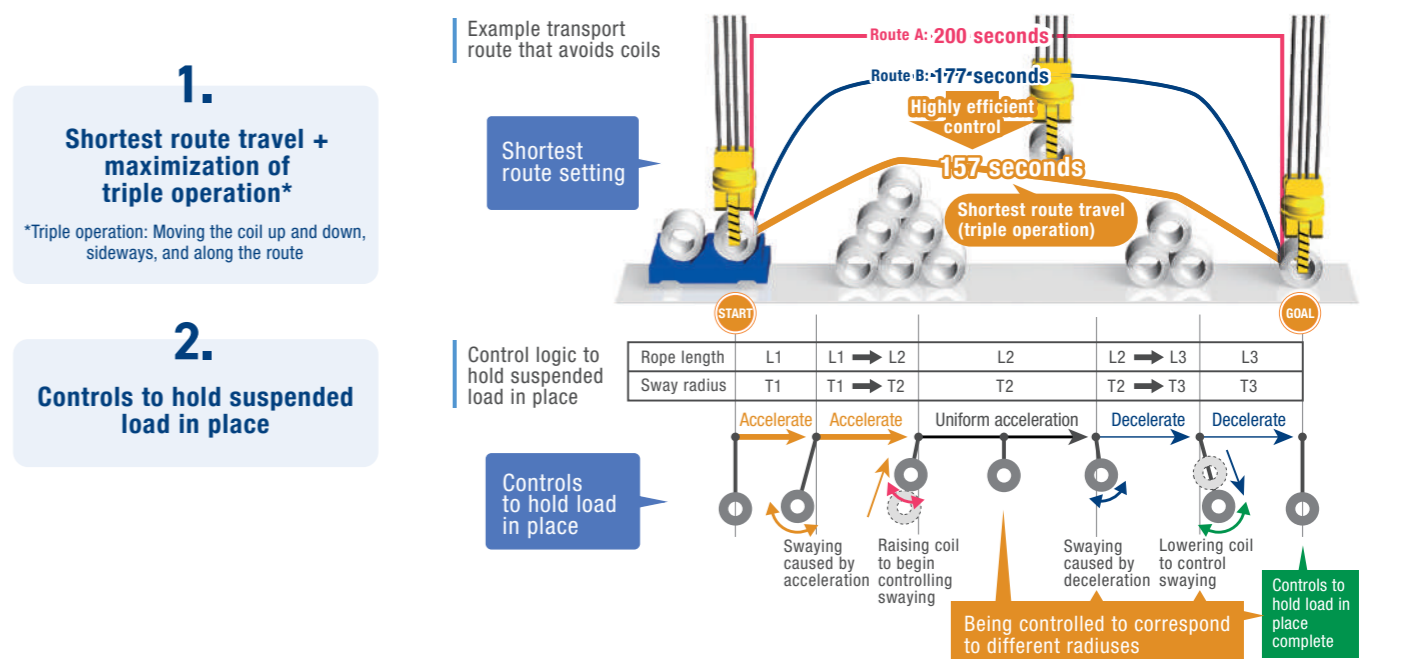 1.
Shortest route travel +
maximization of
triple operation*
*Triple operation: Moving the coil up and down,
sideways, and along the route
2.
Controls to hold suspended
load in place
Example transport
route that avoids coils
Route A: 200 seconds
Route B: 177 seconds
Highly efficient
control
157 seconds
Shortest route travel
(triple operation)
Shortest
route setting
START
GOAL
Control logic to
hold suspended
load in place
Rope length L1 L1 ➡ L2 L2 L2 ➡ L3 L3
Sway radius T1 T1 ➡ T2 T2 T2 ➡ T3 T3
Accelerate Accelerate Uniform acceleration Decelerate Decelerate
Controls
to hold load
in place
Swaying
caused by
acceleration
Raising coil
to begin
controlling
swaying
Swaying
caused by
deceleration
Lowering coil
to control
swaying
Being controlled to correspond
to different radiuses
Controls to
hold load in
place
complete